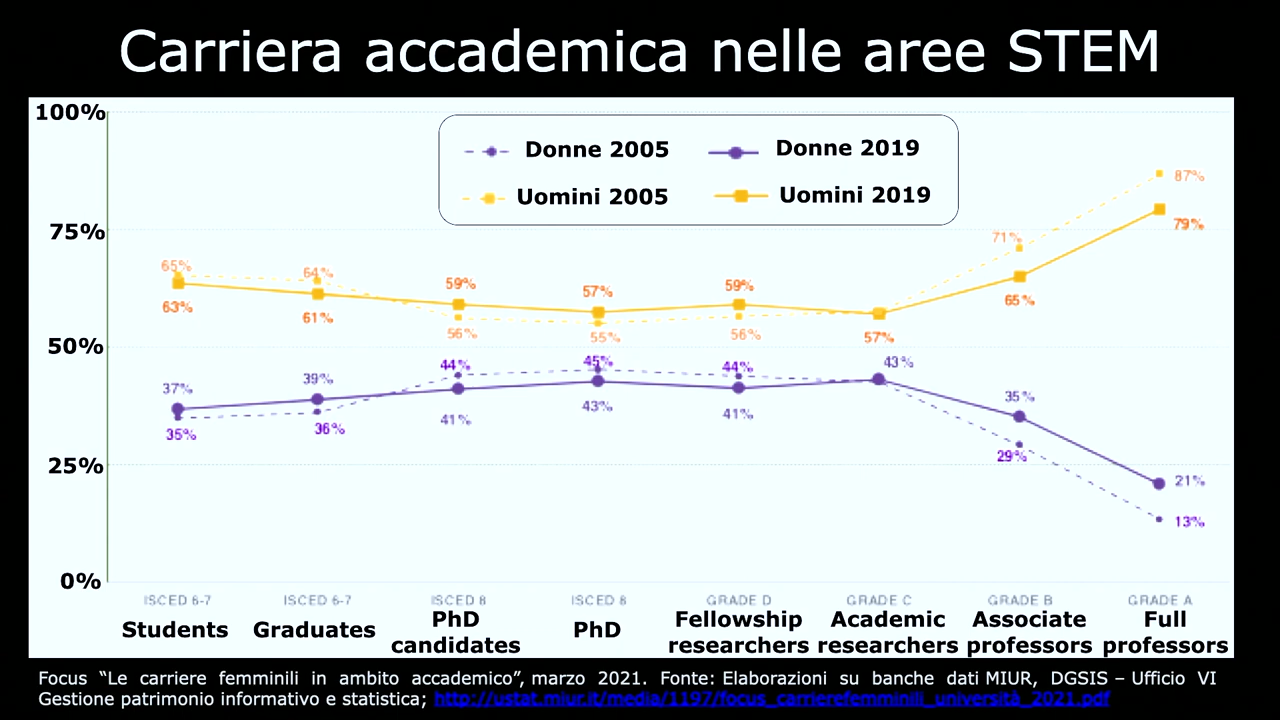 Carriera accademica nelle aree STEM
100%
75%
50%
25%
0%
Donne 2005
Donne 2019
Uomini 2005
Uomini 2019
65%
64%
59%
57%
59%
71%
87%
63%
61%
56%
55%
56%
57%
65%
79%
37%
39%
44%
45%
44%
43%
35%
21%
35%
36%
41%
43%
41%
29%
13%
ISCED 6-7
ISCED 6-7
ISCED 8
ISCED 8
GRADE D
GRADE C
GRADE B
GRADE A
Students
Graduates
PhD
candidates
PhD
Fellowship
researchers
Academic
researchers
Associate
professors
Full
professors
Focus "Le carriere femminili in ambito accademico", marzo 2021. Fonte: Elaborazioni su banche dati MIUR, DGSIS – Ufficio VI
Gestione patrimonio informativo e statistica; http://ustat.miur.it/media/1197/focus_carrierefemminili_università_2021.pdf